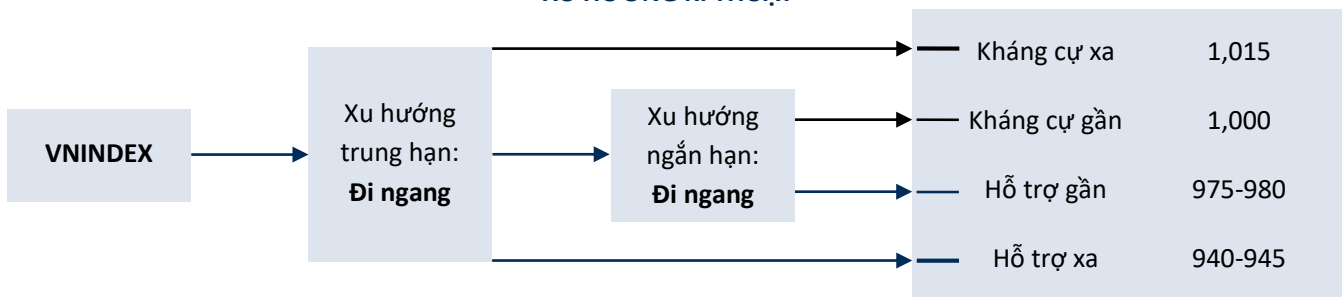 VNINDEX
Xu hướng
trung hạn:
Đi ngang
Xu hướng
ngắn hạn:
Đi ngang
Kháng cự xa 1,015
Kháng cự gần 1,000
Hỗ trợ gần 975-980
Hỗ trợ xa 940-945